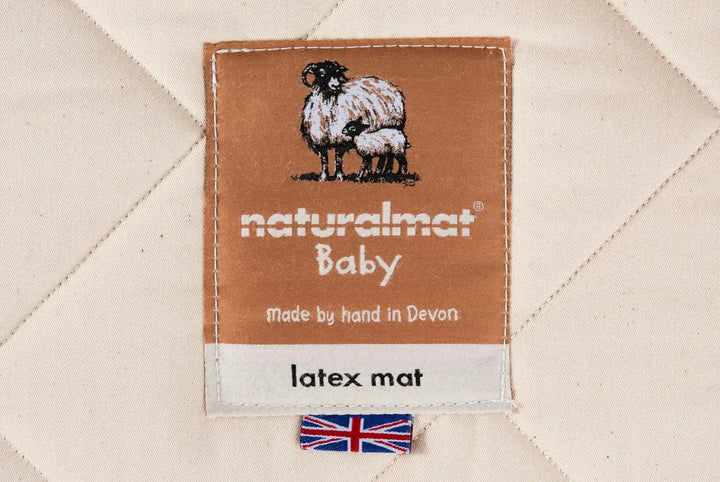 naturalmat®
Baby
made by hand in Devon
latex mat